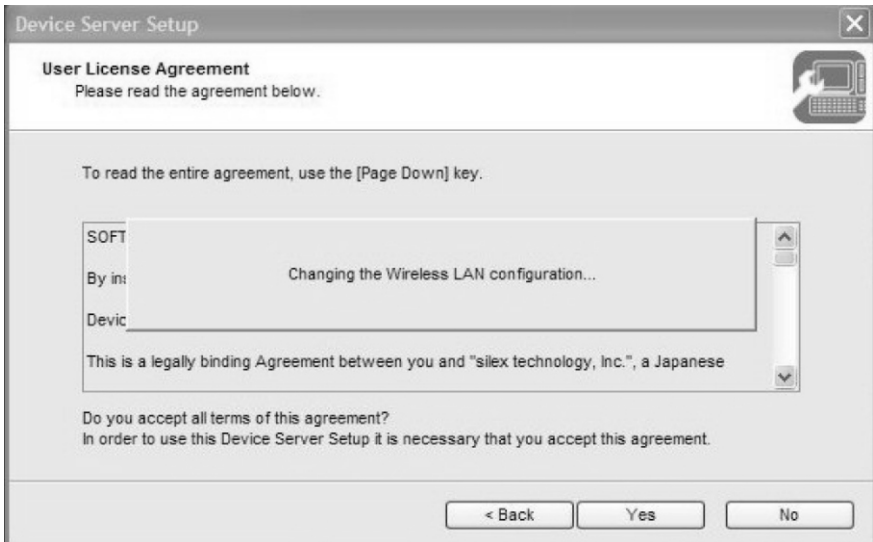 Device Server Setup
User License Agreement
Please read the agreement below.
To read the entire agreement, use the [Page Down] key.
SOFT
By ins
Changing the Wireless LAN configuration...
Devic
This is a legally binding Agreement between you and "silex technology, Inc.", a Japanese
Do you accept all terms of this agreement?
In order to use this Device Server Setup it is necessary that you accept this agreement.
< Back Yes No